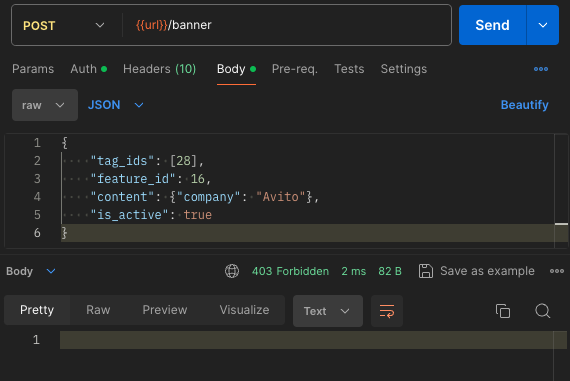 POST {{url}}/banner Send
Params Auth Headers (10) Body Pre-req. Tests Settings
raw JSON Beautify
1 {
2 "tag_ids": [28],
3 "feature_id": 16,
4 "content": {"company": "Avito"},
5 "is_active": true
6 }
Body 403 Forbidden 2 ms 82 B Save as example
Pretty Raw Preview Visualize Text
1